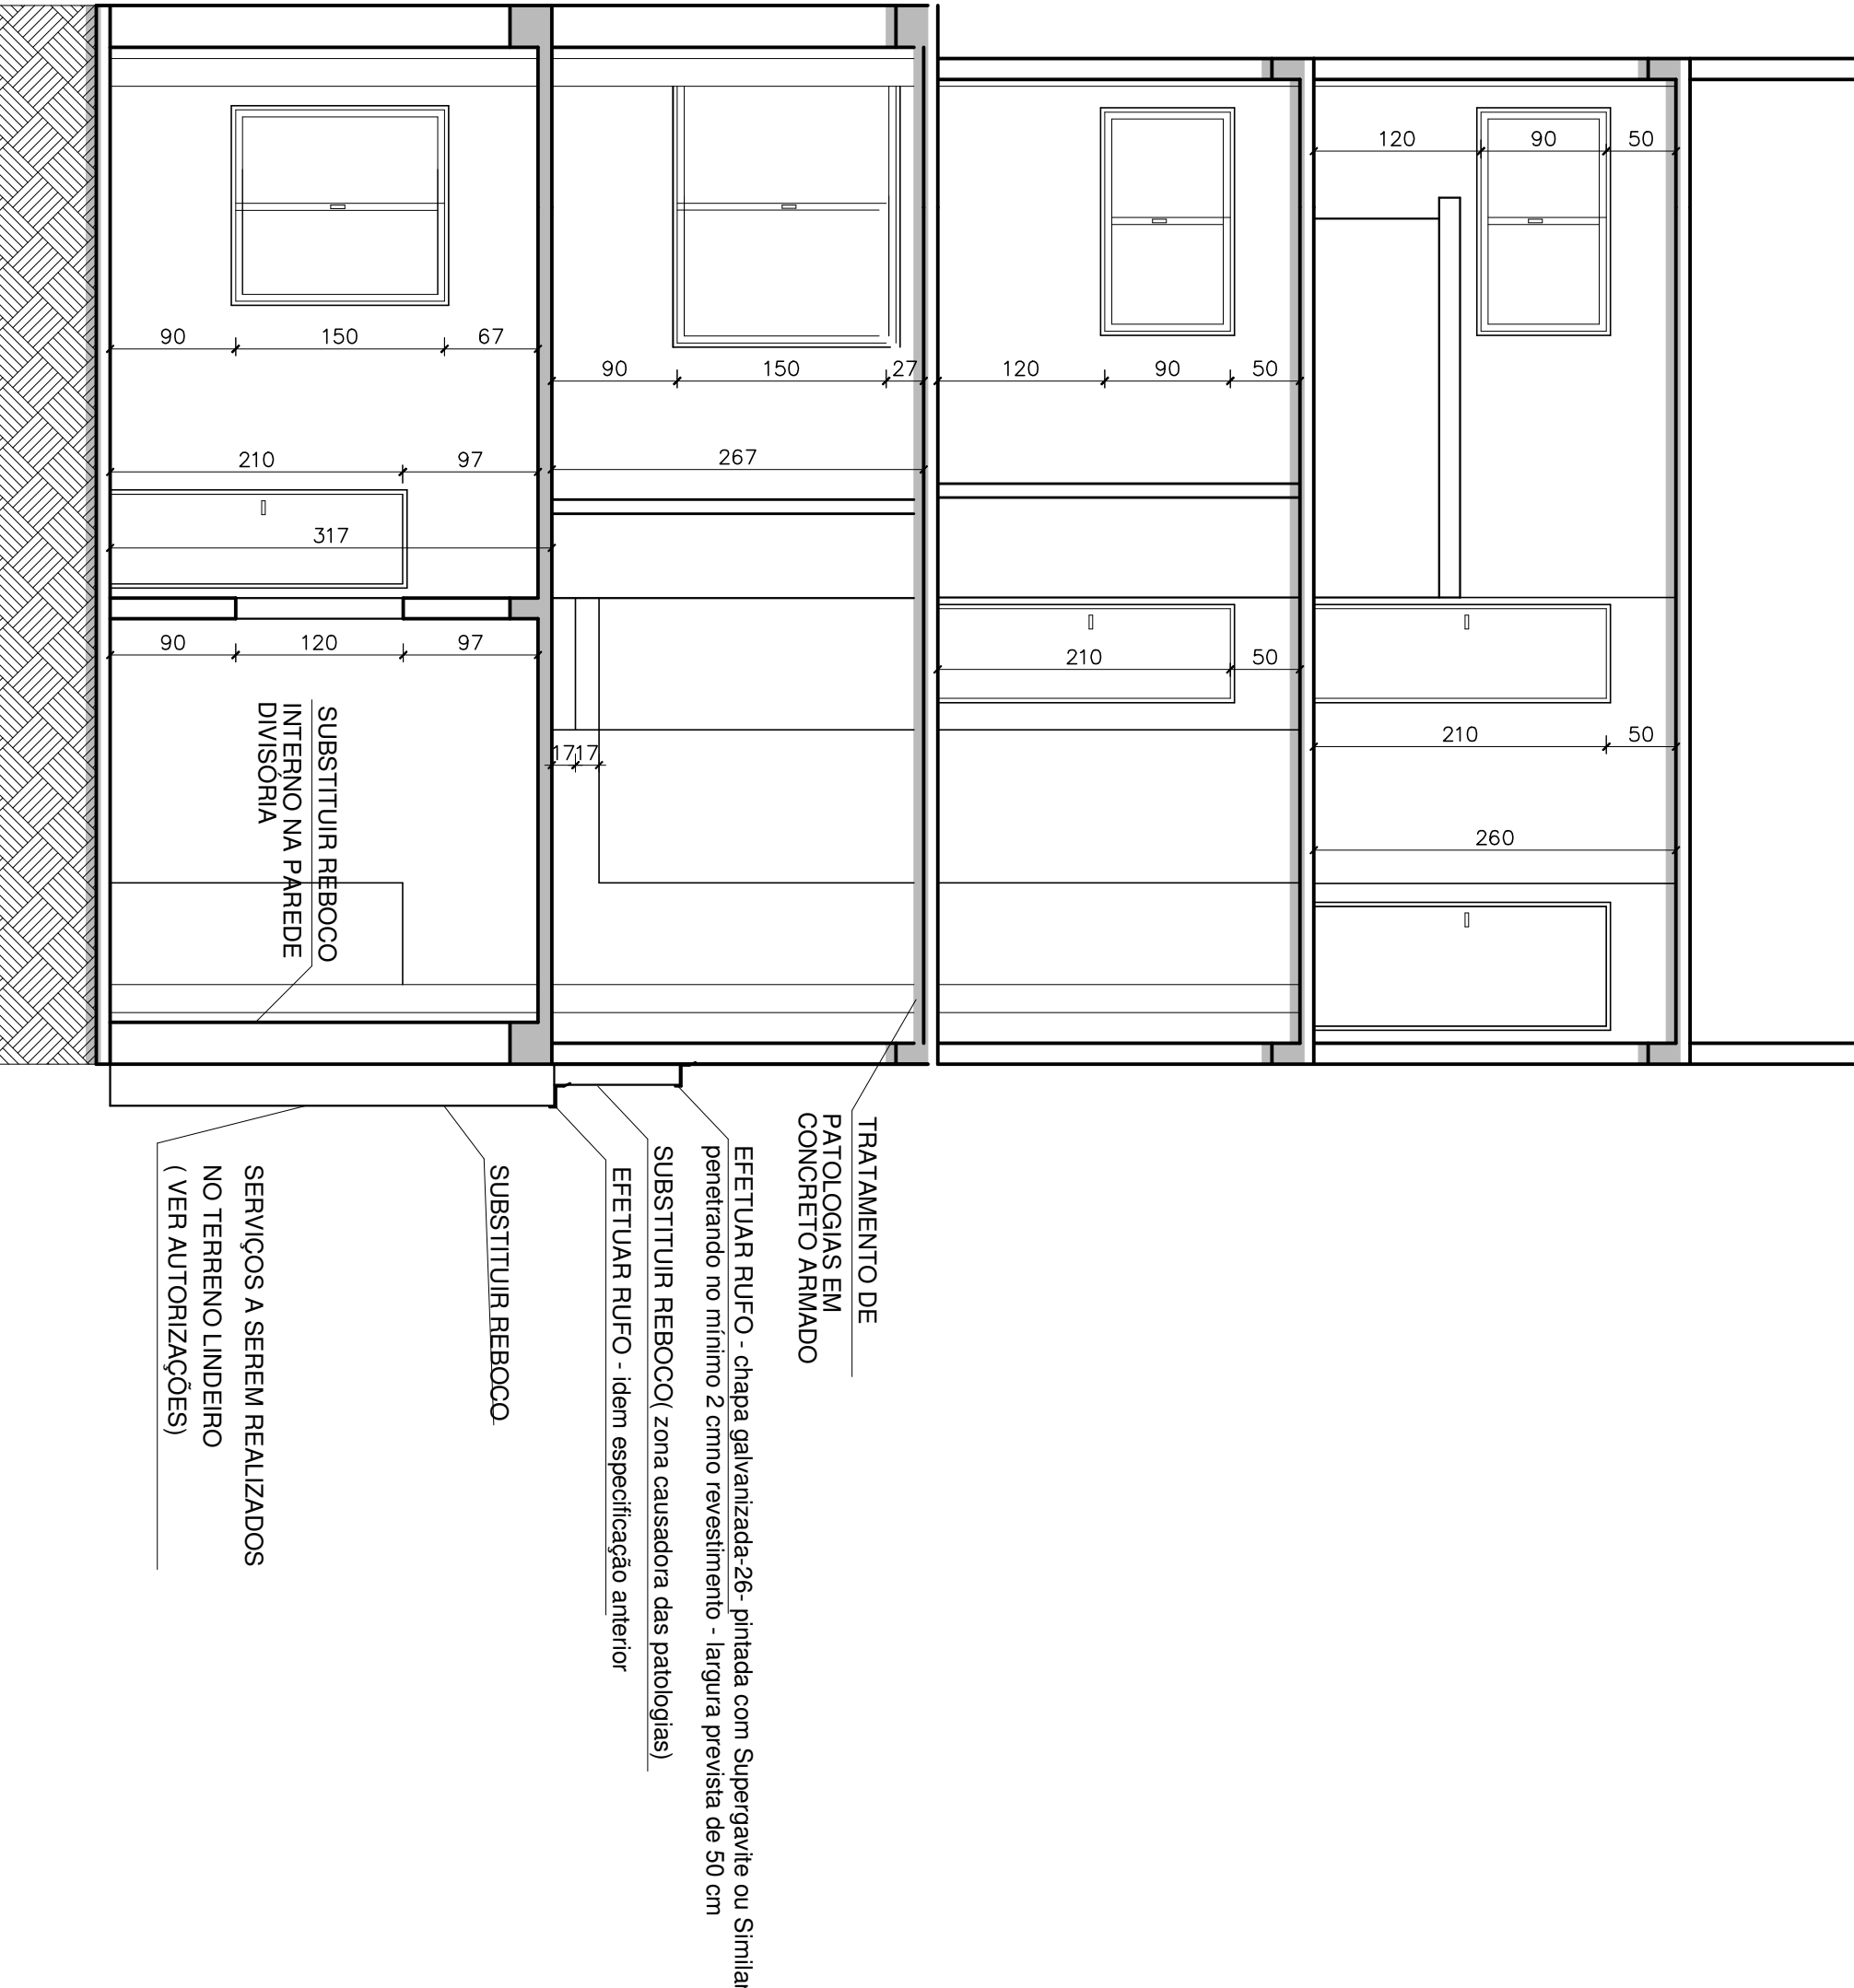 120 90 50
90 150 67
90 150 27
120 90 50
210 97
267
317
90 120 97
210 50
210 50
17 17
260
SUBSTITUIR REBOCO
INTERNO NA PAREDE
DIVISÓRIA
TRATAMENTO DE
PATOLOGIAS EM
CONCRETO ARMADO
EFETUAR RUFO - chapa galvanizada-26- pintada com Supergavite ou Similar
penetrando no mínimo 2 cmno revestimento - largura prevista de 50 cm
SUBSTITUIR REBOCO( zona causadora das patologias)
EFETUAR RUFO - idem especificação anterior
SUBSTITUIR REBOCO
SERVIÇOS A SEREM REALIZADOS
NO TERRENO LINDEIRO
( VER AUTORIZAÇÕES)